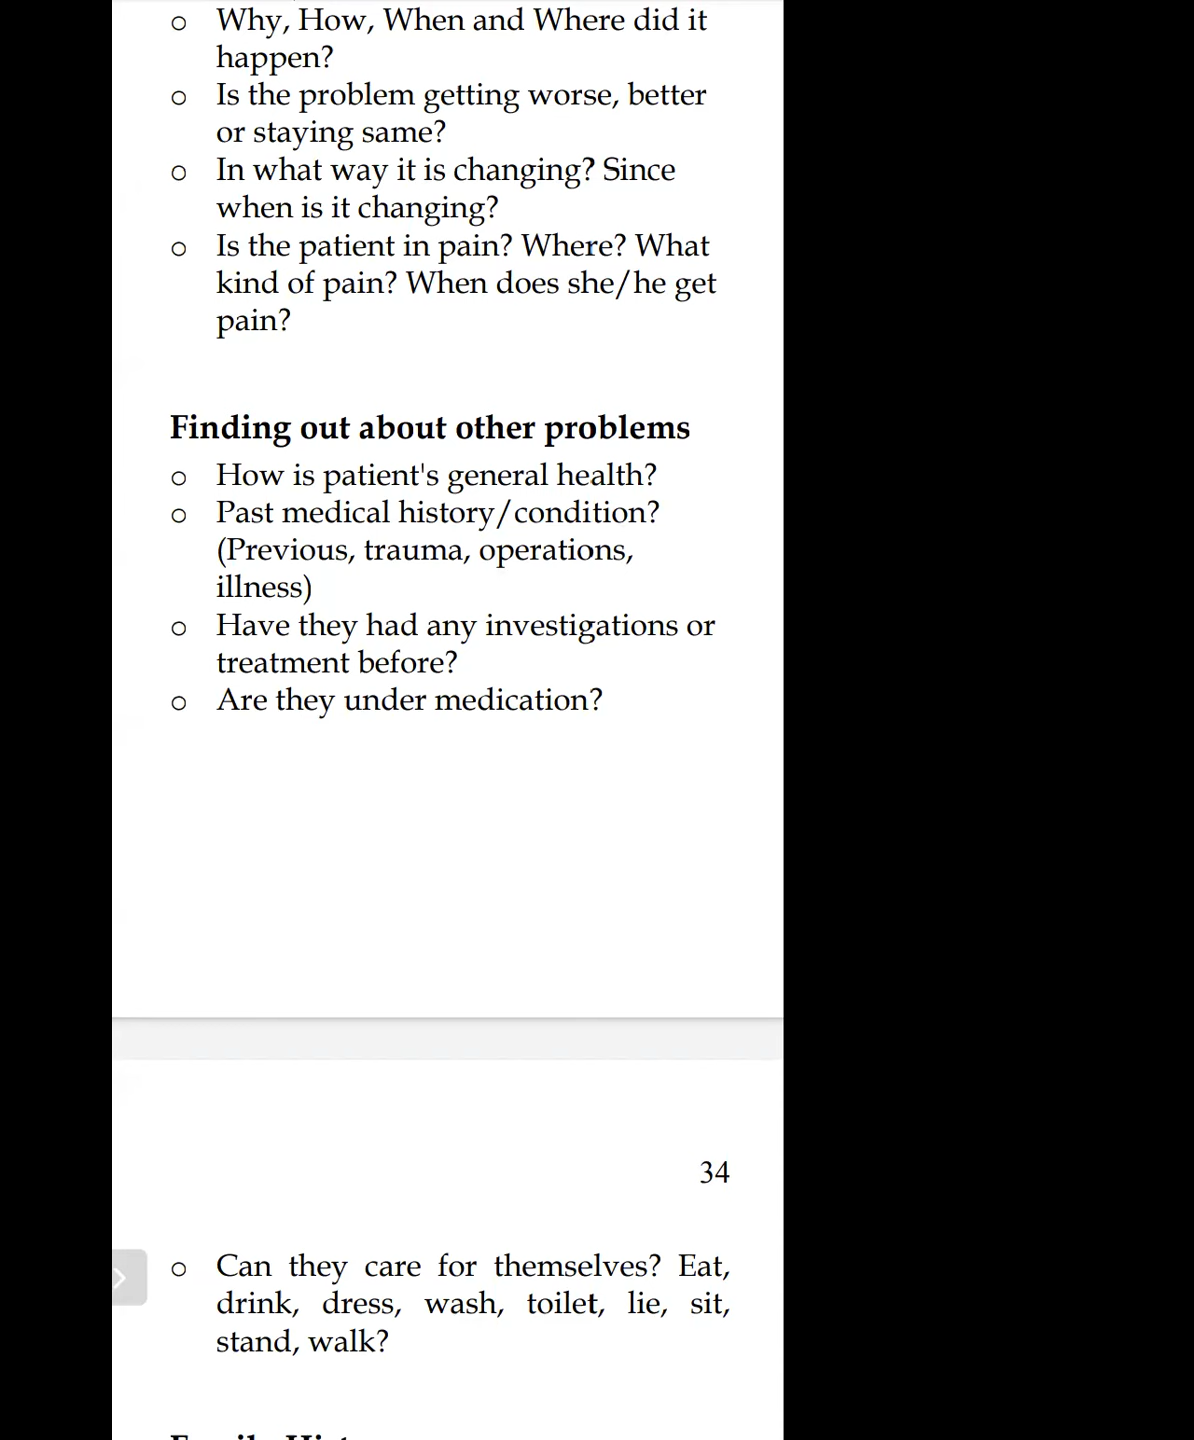 o Why, How, When and Where did it
happen?
o Is the problem getting worse, better
or staying same?
o In what way it is changing? Since
when is it changing?
o Is the patient in pain? Where? What
kind of pain? When does she/he get
pain?
Finding out about other problems
o How is patient's general health?
o Past medical history/condition?
(Previous, trauma, operations,
illness)
o Have they had any investigations or
treatment before?
o Are they under medication?
34
o Can they care for themselves? Eat,
drink, dress, wash, toilet, lie, sit,
stand, walk?